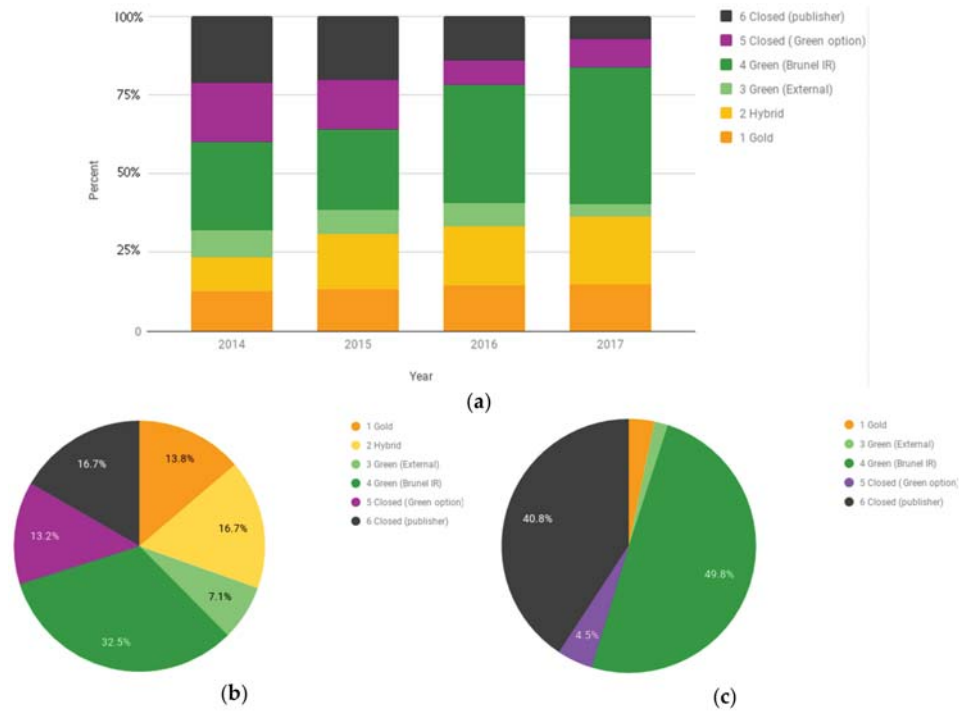 100%
75%
50%
25%
0
Percent
2014 2015 2016 2017
Year
6 Closed (publisher)
5 Closed (Green option)
4 Green (Brunel IR)
3 Green (External)
2 Hybrid
1 Gold
(a)
13.8%
16.7%
7.1%
32.5%
13.2%
16.7%
1 Gold
2 Hybrid
3 Green (External)
4 Green (Brunel IR)
5 Closed (Green option)
6 Closed (publisher)
(b)
40.8%
49.8%
4.5%
1 Gold
3 Green (External)
4 Green (Brunel IR)
5 Closed (Green option)
6 Closed (publisher)
(c)